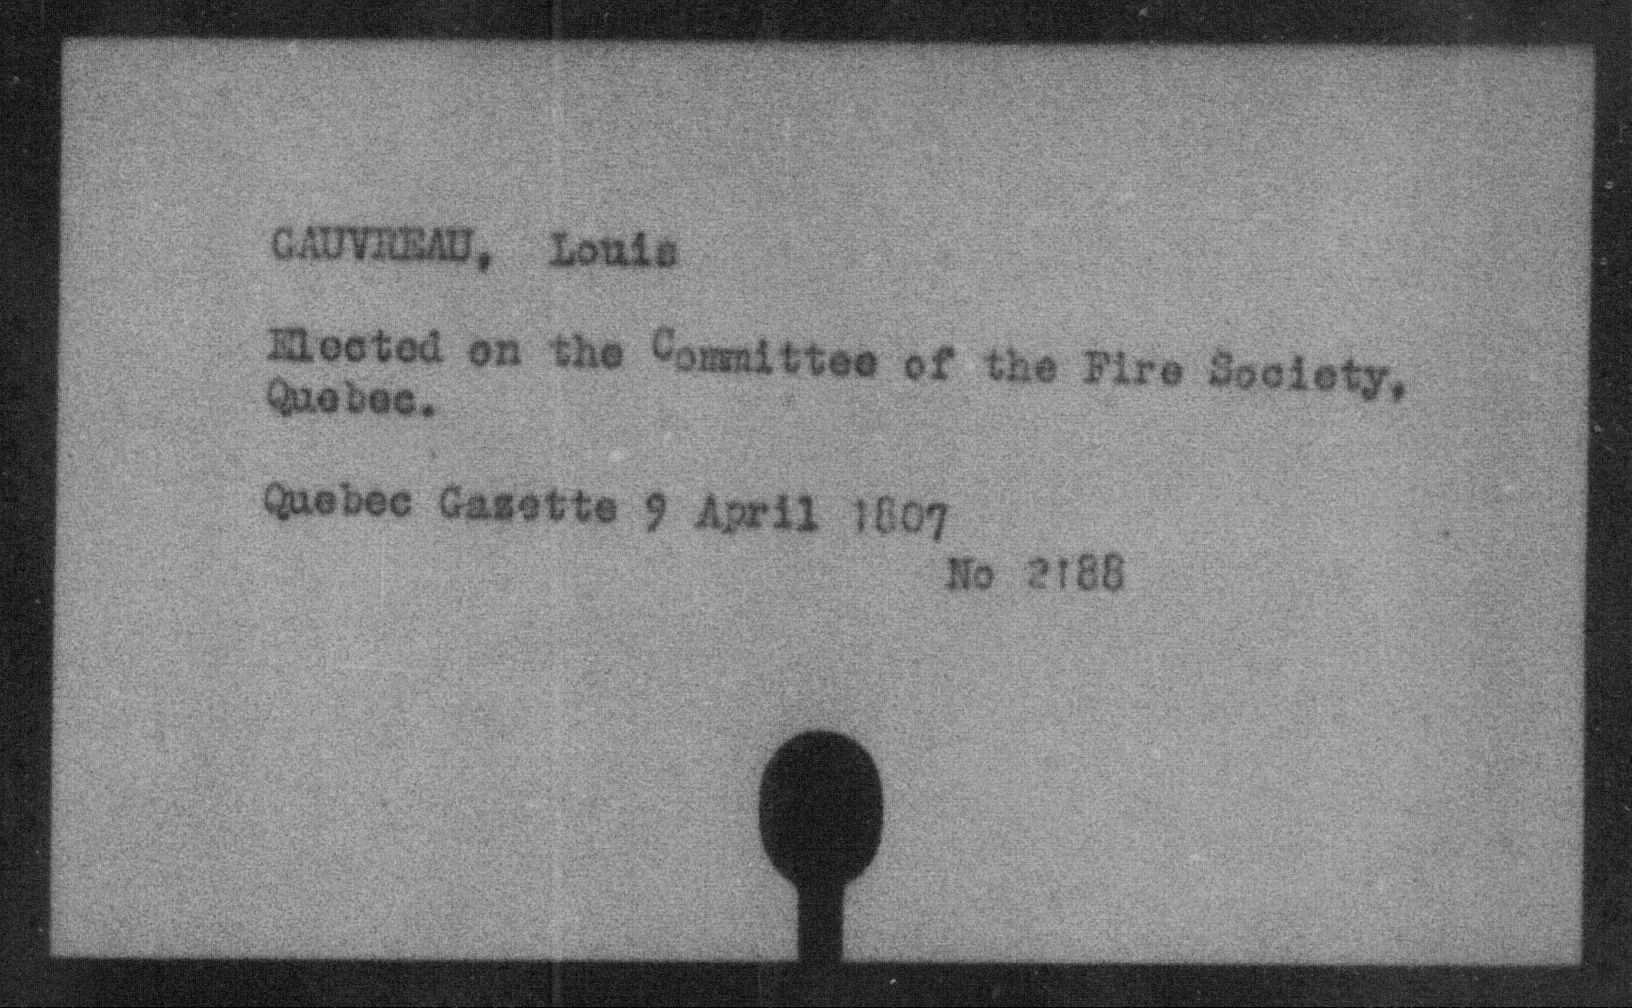 GAUVREAU, Louis
Elected on the Committee of the Fire Society,
Quebec.
Quebec Gazette 9 April 1807
No 2188